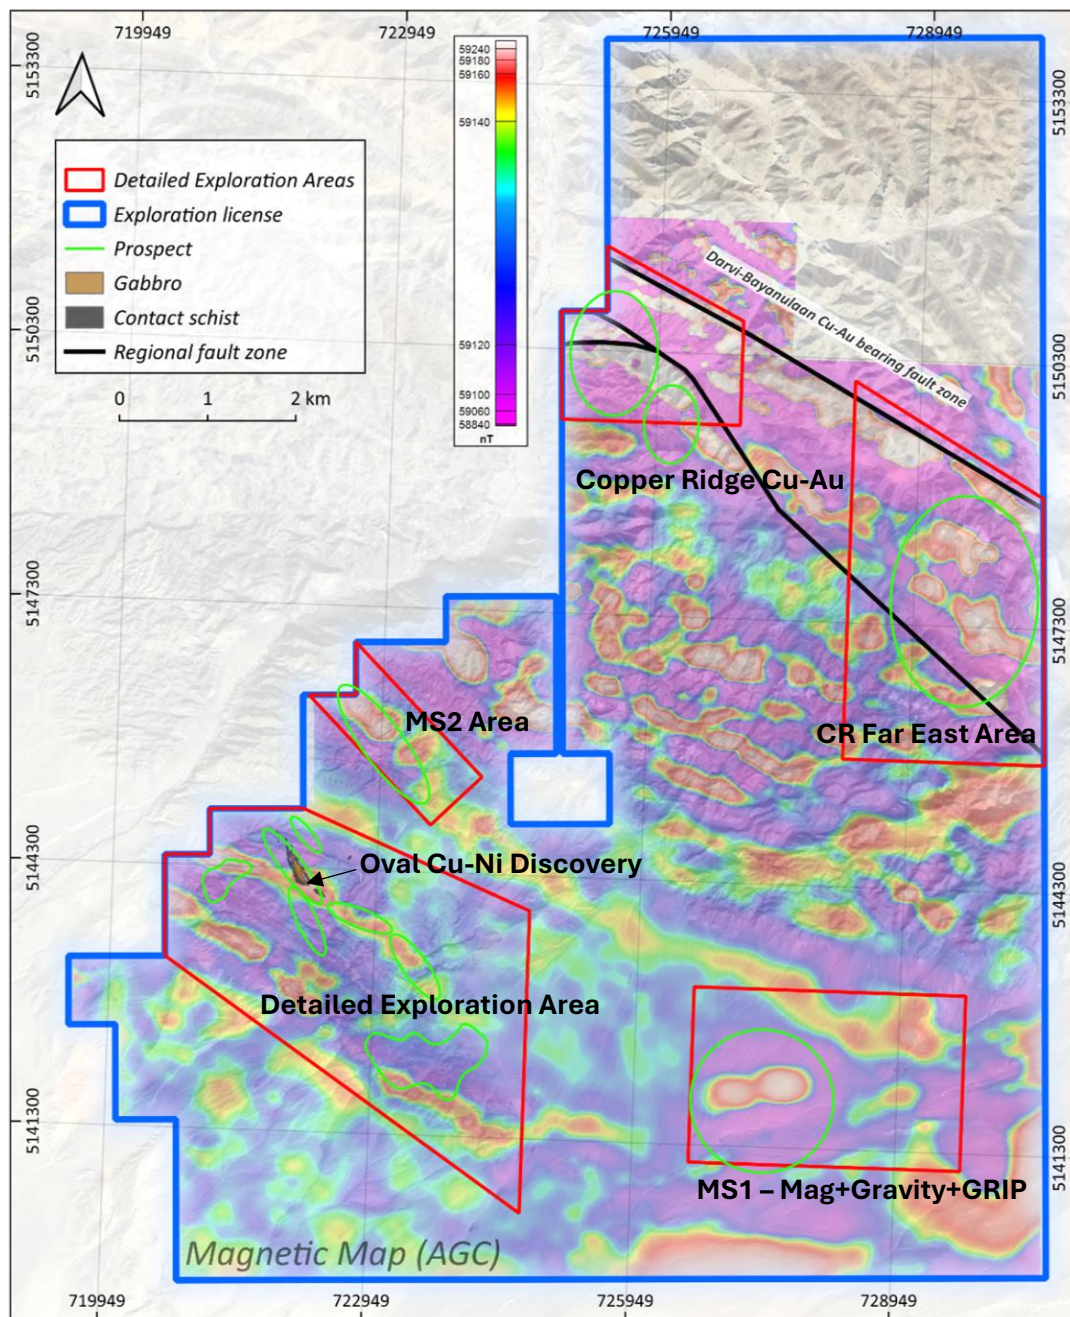 719949
722949
725949
728949
5153300
5153300
59240
59180
59160
59140
59120
59100
59060
58840
nT
Detailed Exploration Areas
Exploration license
Prospect
Gabbro
Contact schist
Regional fault zone
0 1 2 km
Darvi-Bayanulaan Cu-Au bearing fault zone
5150300
5150300
Copper Ridge Cu-Au
5147300
5147300
MS2 Area
CR Far East Area
5144300
5144300
Oval Cu-Ni Discovery
Detailed Exploration Area
5141300
5141300
MS1 – Mag+Gravity+GRIP
Magnetic Map (AGC)
719949
722949
725949
728949